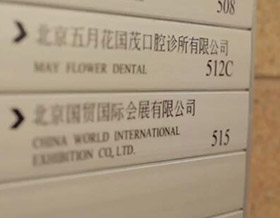 508
北京五月花国茂口腔诊所有限公司
MAY FLOWER DENTAL 512C
北京国贸国际会展有限公司
CHINA WORLD INTERNATIONAL 515
EXHIBITION CO., LTD.